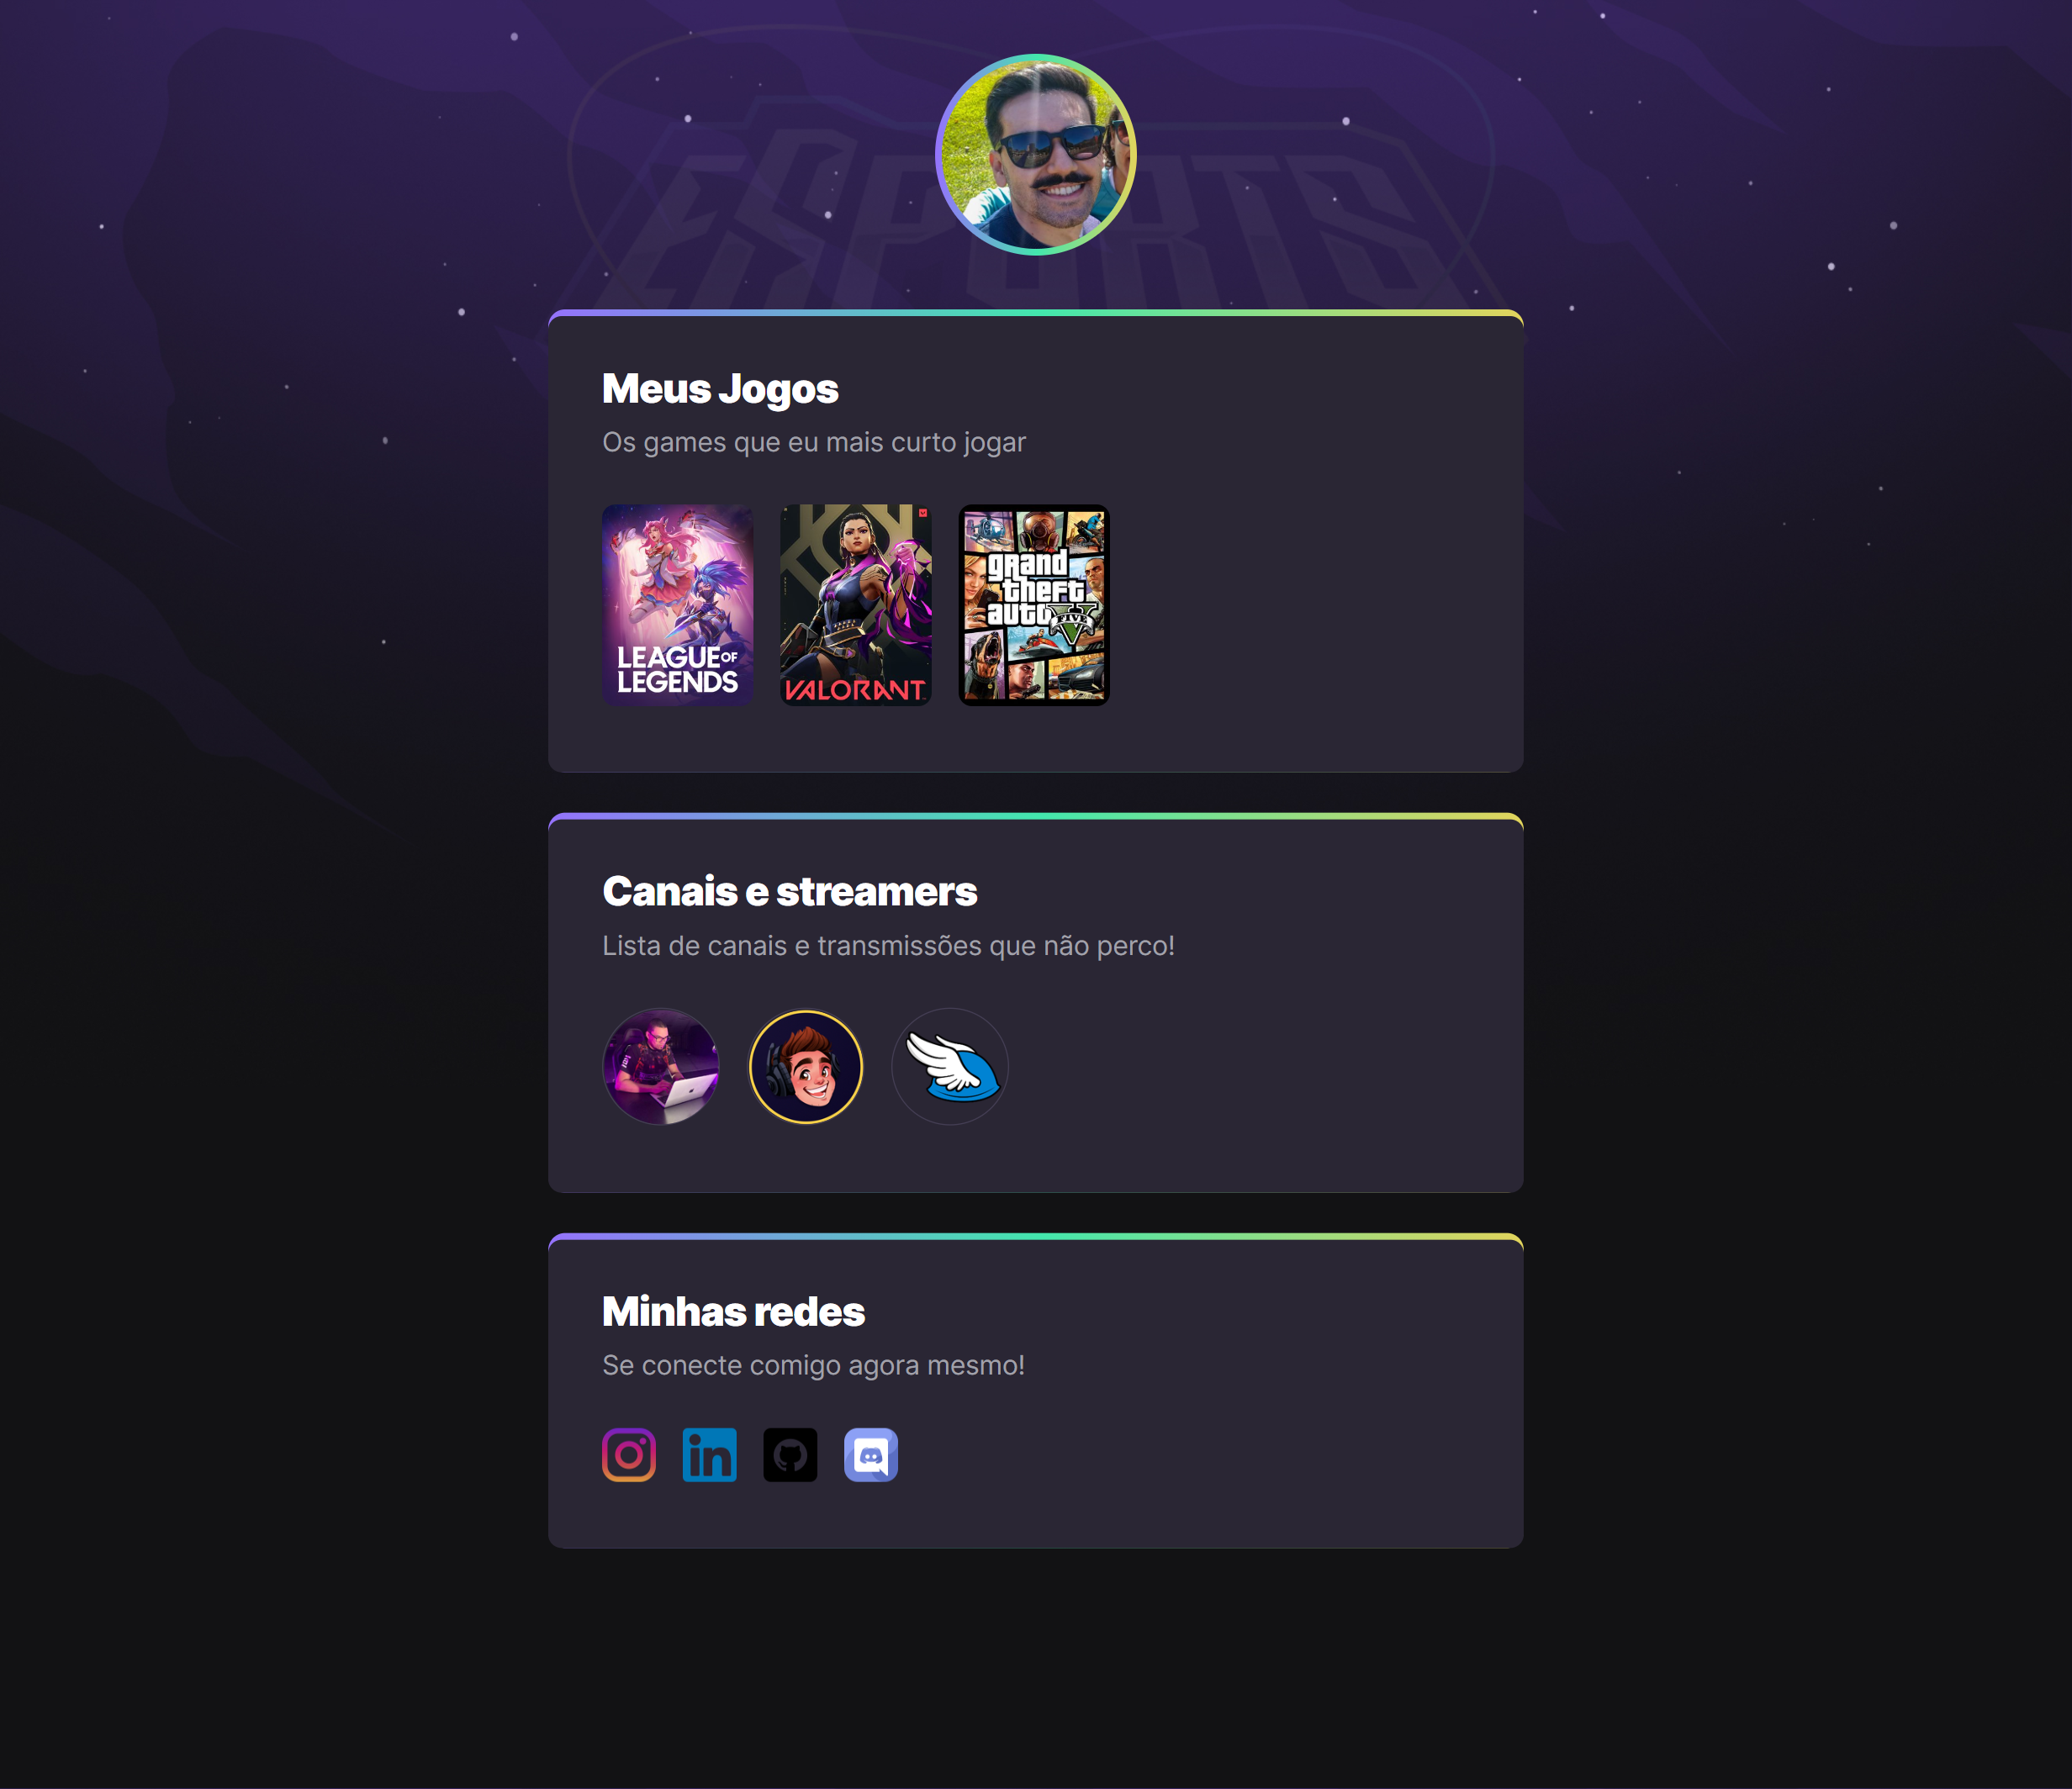 ESPORTS
Meus Jogos
Os games que eu mais curto jogar
LEAGUE OF
LEGENDS
VALORANT
grand
theft
auto
FIVE
Canais e streamers
Lista de canais e transmissões que não perco!
Minhas redes
Se conecte comigo agora mesmo!
in